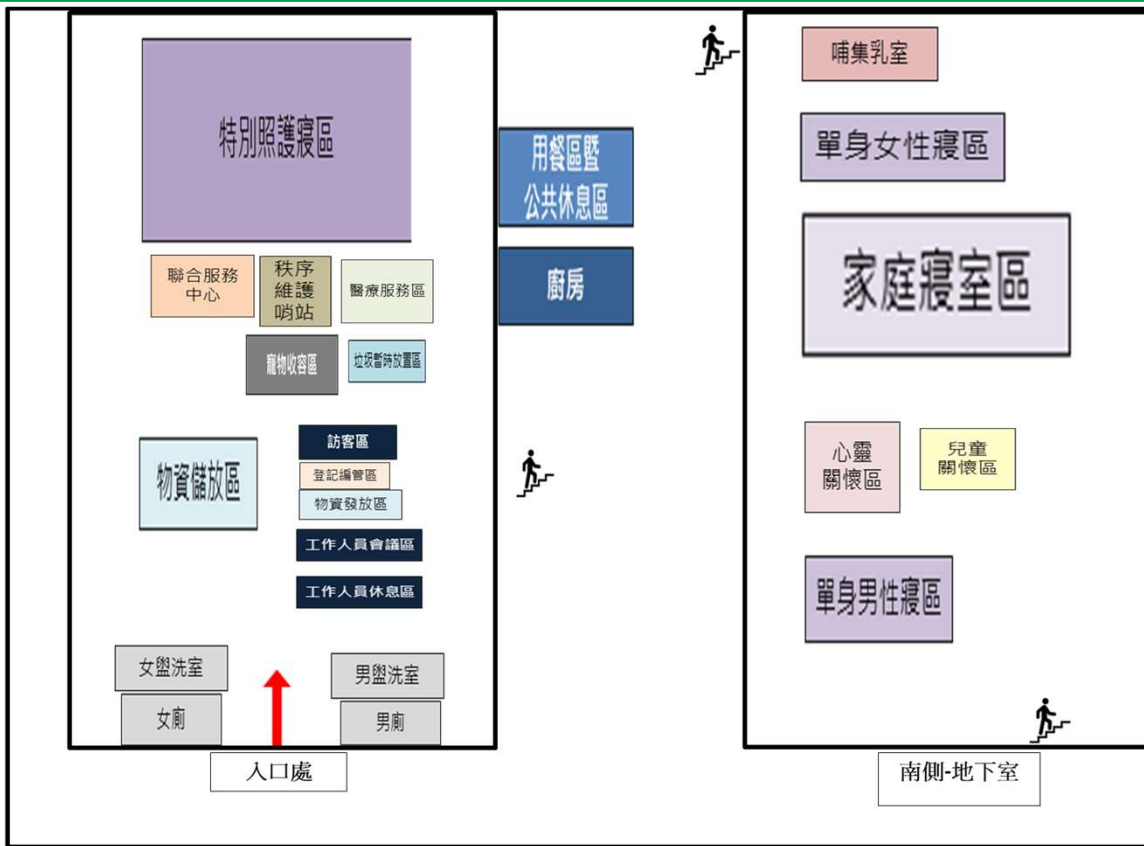 特別照護寢區
聯合服務
中心
秩序
維護
哨站
醫療服務區
寵物收容區
垃圾暫時放置區
物資儲放區
訪客區
登記編管區
物資發放區
工作人員會議區
工作人員休息區
女盥洗室
女廁
男盥洗室
男廁
入口處
用餐區暨
公共休息區
廚房
哺集乳室
單身女性寢區
家庭寢室區
心靈
關懷區
兒童
關懷區
單身男性寢區
南側-地下室